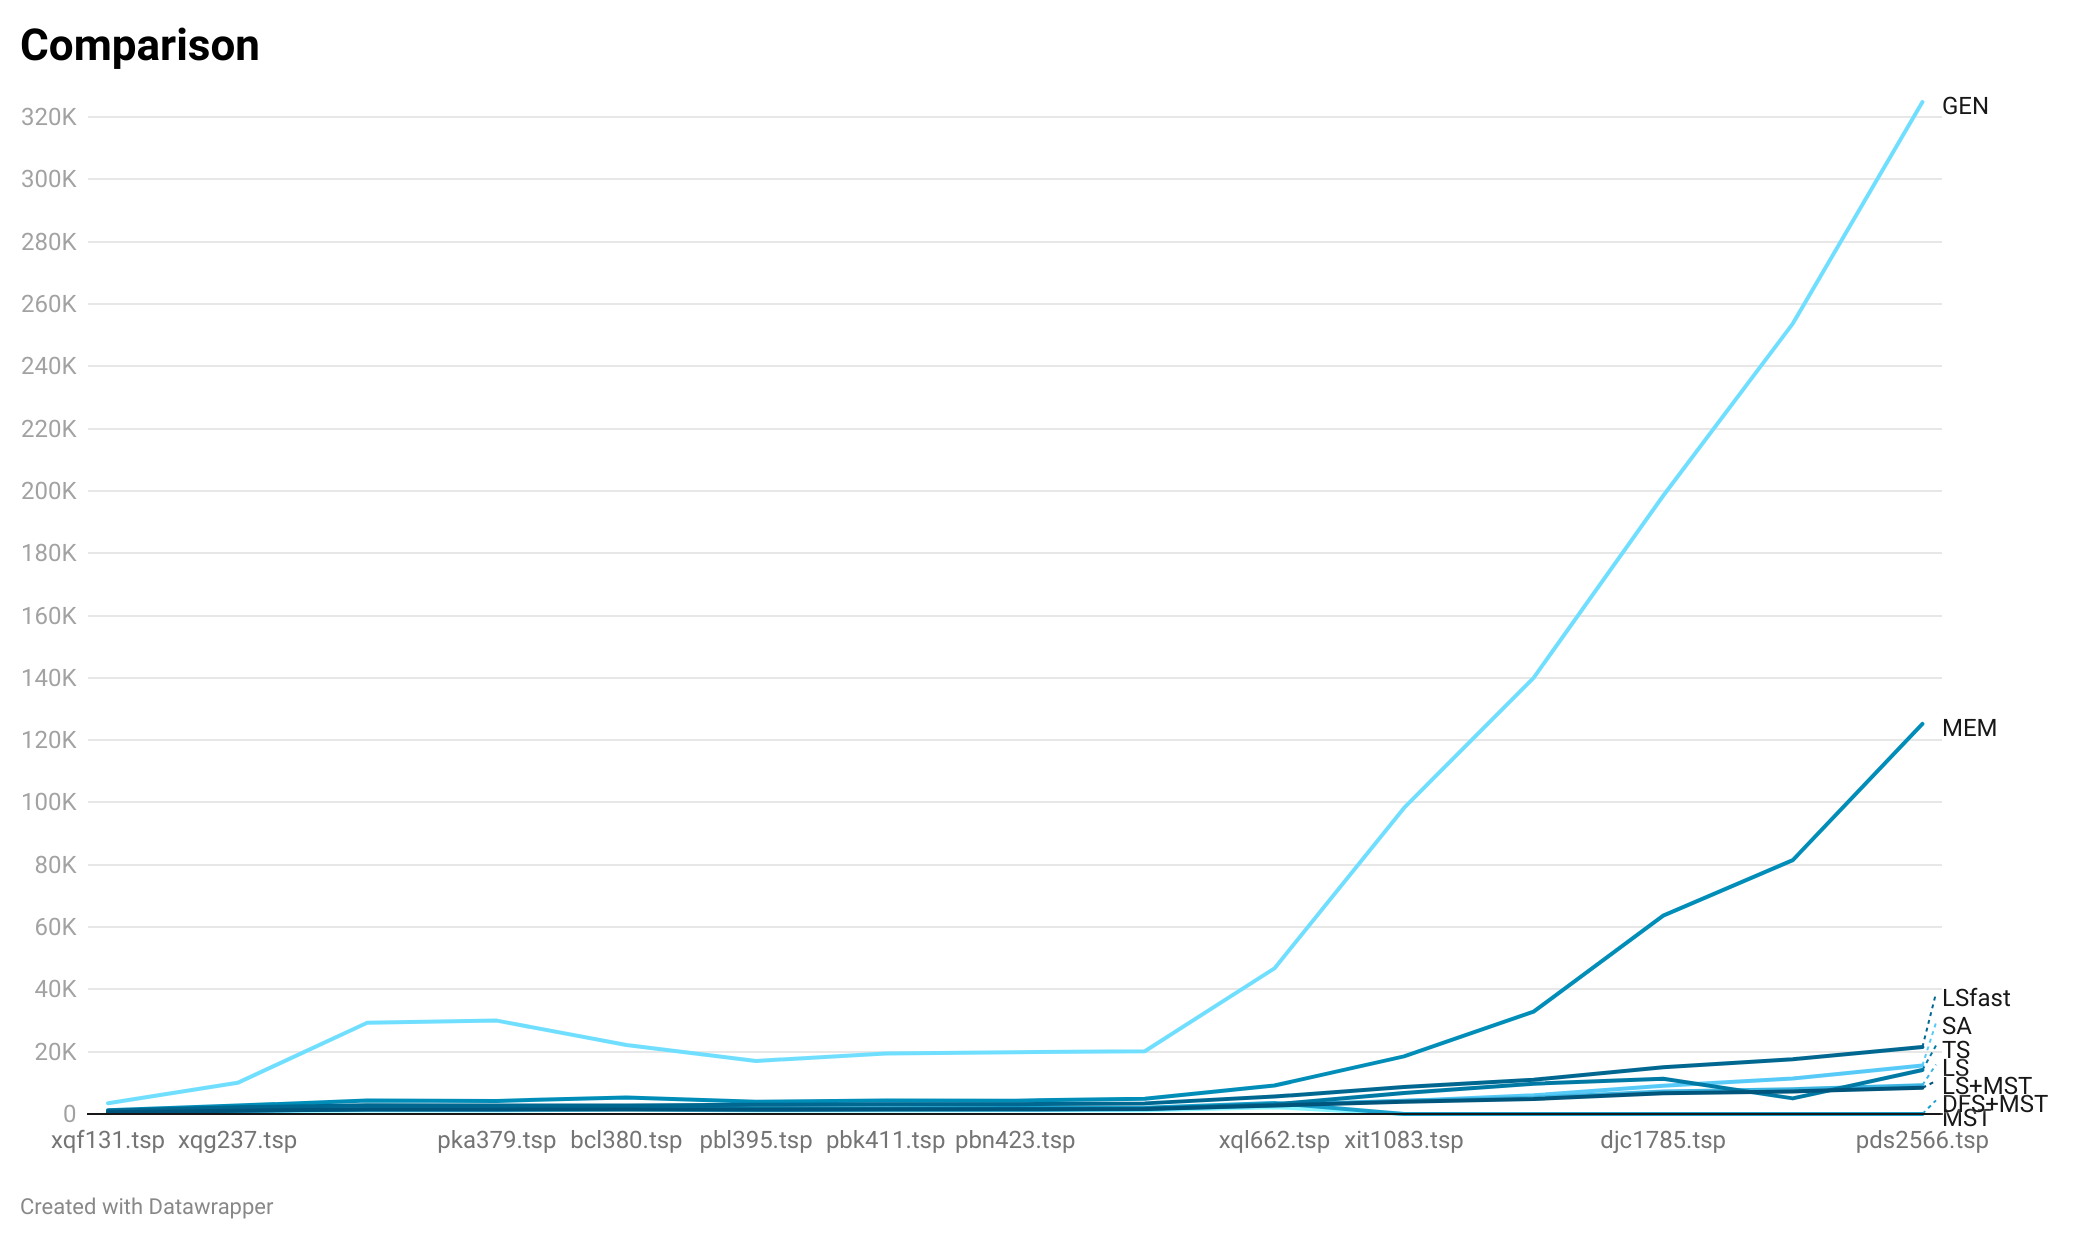 Comparison
320K
300K
280K
260K
240K
220K
200K
180K
160K
140K
120K
100K
80K
60K
40K
20K
0
GEN
MEM
LSfast
SA
TS
LS
LS+MST
DFS+MST
MST
xqf131.tsp xqg237.tsp pka379.tsp bcl380.tsp pbl395.tsp pbk411.tsp pbn423.tsp xql662.tsp xit1083.tsp djc1785.tsp pds2566.tsp
Created with Datawrapper